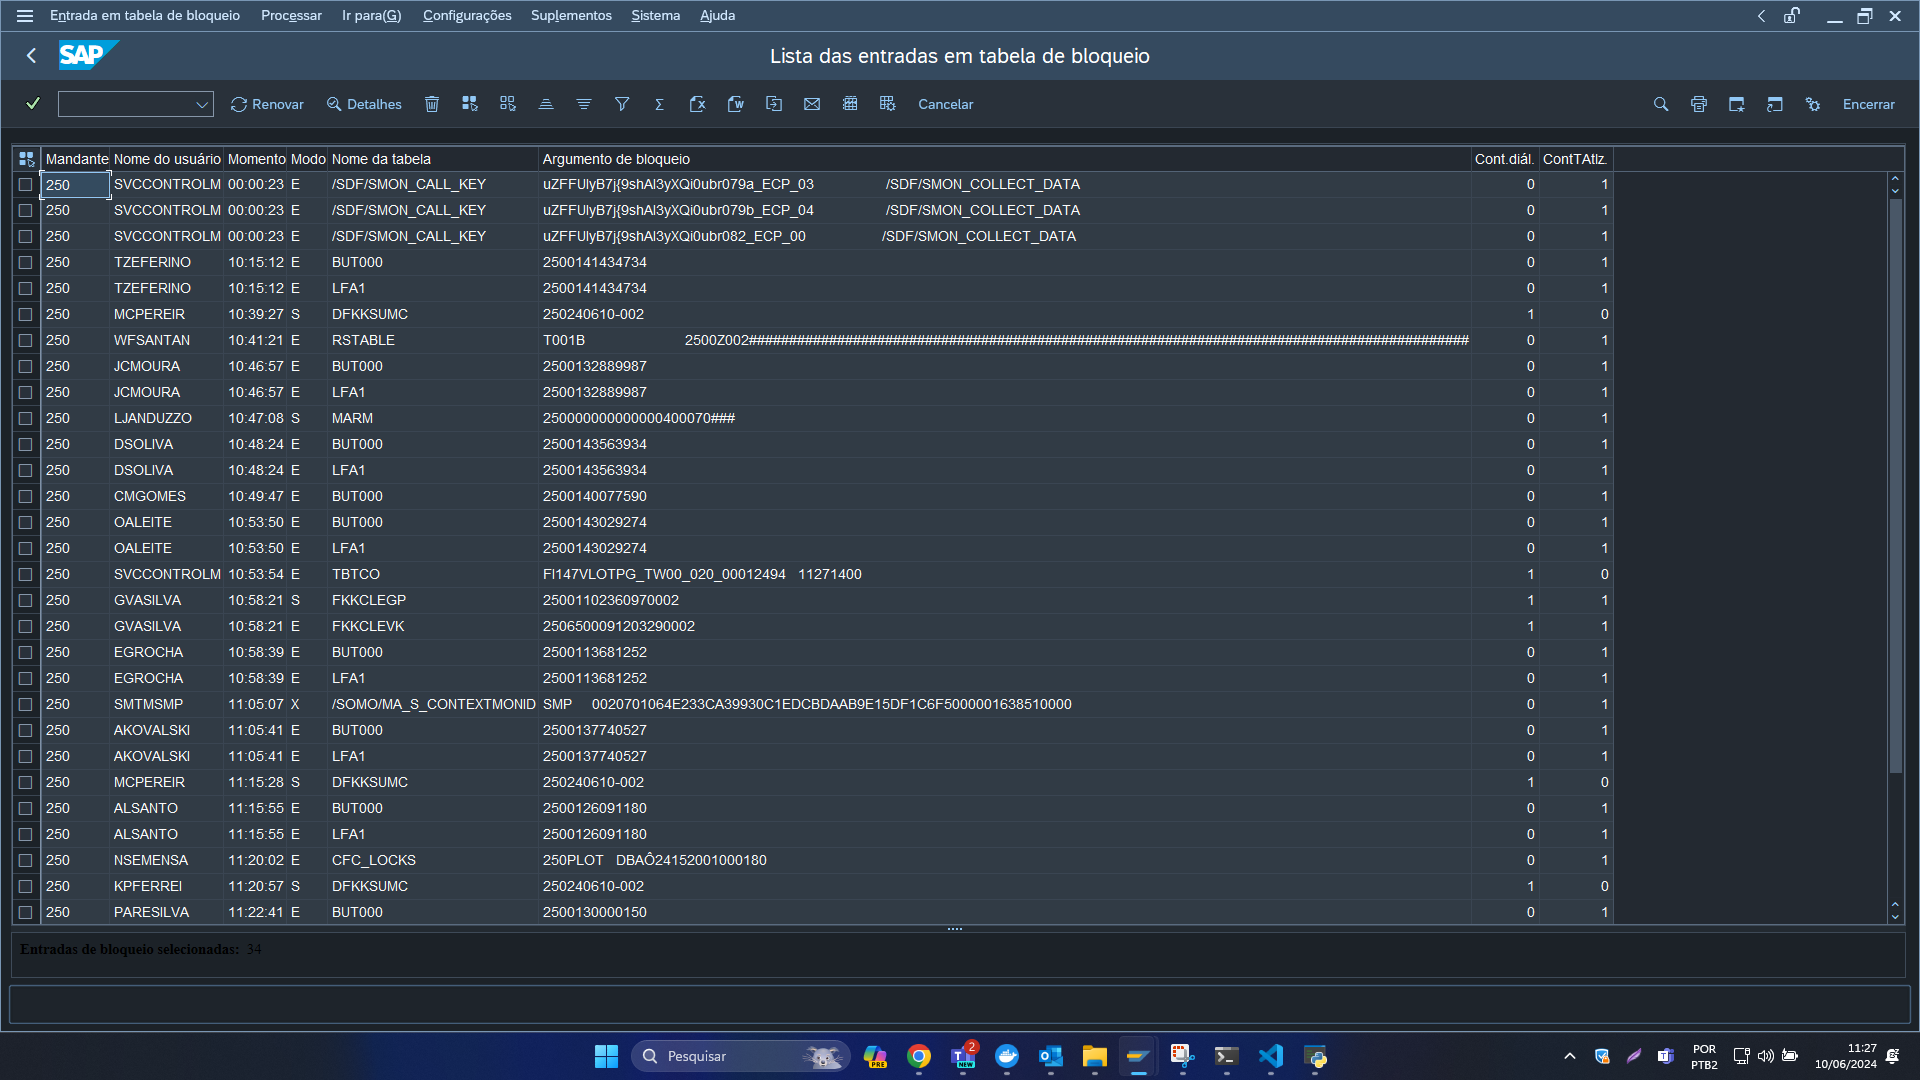 Entrada em tabela de bloqueio Processar Ir para(G) Configurações Suplementos Sistema Ajuda
SAP Lista das entradas em tabela de bloqueio
Renovar Detalhes Cancelar Encerrar
Mandante Nome do usuário Momento Modo Nome da tabela Argumento de bloqueio Cont.diál. ContTAtlz.
250 SVCCONTROLM 00:00:23 E /SDF/SMON_CALL_KEY uZFFUlyB7j{9shAl3yXQi0ubr079a_ECP_03 /SDF/SMON_COLLECT_DATA 0 1
250 SVCCONTROLM 00:00:23 E /SDF/SMON_CALL_KEY uZFFUlyB7j{9shAl3yXQi0ubr079b_ECP_04 /SDF/SMON_COLLECT_DATA 0 1
250 SVCCONTROLM 00:00:23 E /SDF/SMON_CALL_KEY uZFFUlyB7j{9shAl3yXQi0ubr082_ECP_00 /SDF/SMON_COLLECT_DATA 0 1
250 TZEFERINO 10:15:12 E BUT000 2500141434734 0 1
250 TZEFERINO 10:15:12 E LFA1 2500141434734 0 1
250 MCPEREIR 10:39:27 S DFKKSUMC 250240610-002 1 0
250 WFSANTAN 10:41:21 E RSTABLE T001B 2500Z002########################################################################################## 0 1
250 JCMOURA 10:46:57 E BUT000 2500132889987 0 1
250 JCMOURA 10:46:57 E LFA1 2500132889987 0 1
250 LJANDUZZO 10:47:08 S MARM 250000000000000400070### 0 1
250 DSOLIVA 10:48:24 E BUT000 2500143563934 0 1
250 DSOLIVA 10:48:24 E LFA1 2500143563934 0 1
250 CMGOMES 10:49:47 E BUT000 2500140077590 0 1
250 OALEITE 10:53:50 E BUT000 2500143029274 0 1
250 OALEITE 10:53:50 E LFA1 2500143029274 0 1
250 SVCCONTROLM 10:53:54 E TBTCO FI147VLOTPG_TW00_020_00012494 11271400 1 0
250 GVASILVA 10:58:21 S FKKCLEGP 25001102360970002 1 1
250 GVASILVA 10:58:21 E FKKCLEVK 2506500091203290002 1 1
250 EGROCHA 10:58:39 E BUT000 2500113681252 0 1
250 EGROCHA 10:58:39 E LFA1 2500113681252 0 1
250 SMTMSMP 11:05:07 X /SOMO/MA_S_CONTEXTMONID SMP 0020701064E233CA39930C1EDCBDAAB9E15DF1C6F5000001638510000 0 1
250 AKOVALSKI 11:05:41 E BUT000 2500137740527 0 1
250 AKOVALSKI 11:05:41 E LFA1 2500137740527 0 1
250 MCPEREIR 11:15:28 S DFKKSUMC 250240610-002 1 0
250 ALSANTO 11:15:55 E BUT000 2500126091180 0 1
250 ALSANTO 11:15:55 E LFA1 2500126091180 0 1
250 NSEMENSA 11:20:02 E CFC_LOCKS 250PLOT DBAÔ24152001000180 0 1
250 KPFERREI 11:20:57 S DFKKSUMC 250240610-002 1 0
250 PARESILVA 11:22:41 E BUT000 2500130000150 0 1
Entradas de bloqueio selecionadas: 34
Pesquisar PRE 2 NEW POR 11:27
PTB2 10/06/2024